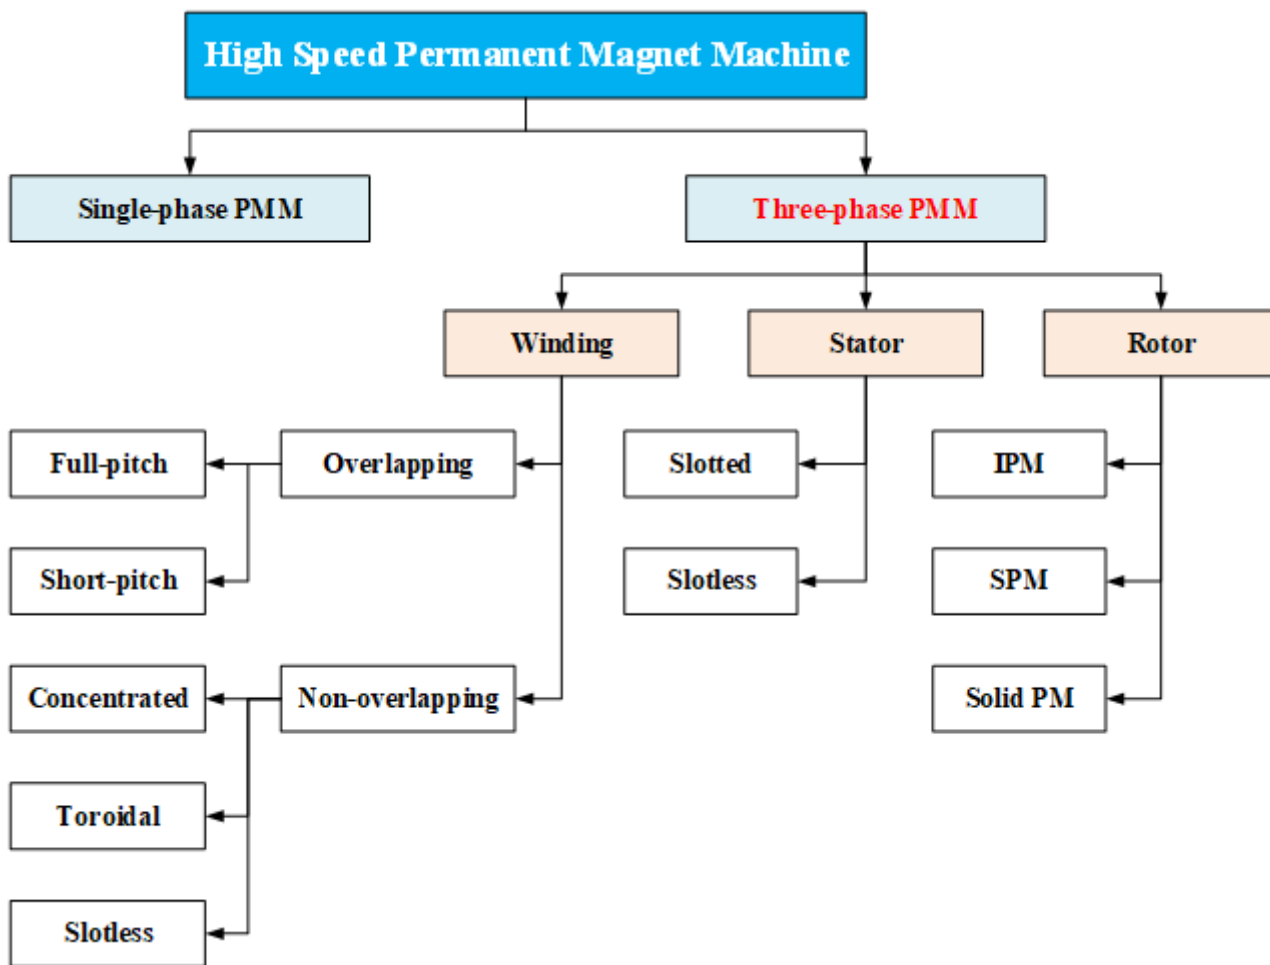 High Speed Permanent Magnet Machine
Single-phase PMM
Three-phase PMM
Winding
Stator
Rotor
Full-pitch
Overlapping
Slotted
IPM
Short-pitch
Slotless
SPM
Concentrated
Non-overlapping
Solid PM
Toroidal
Slotless